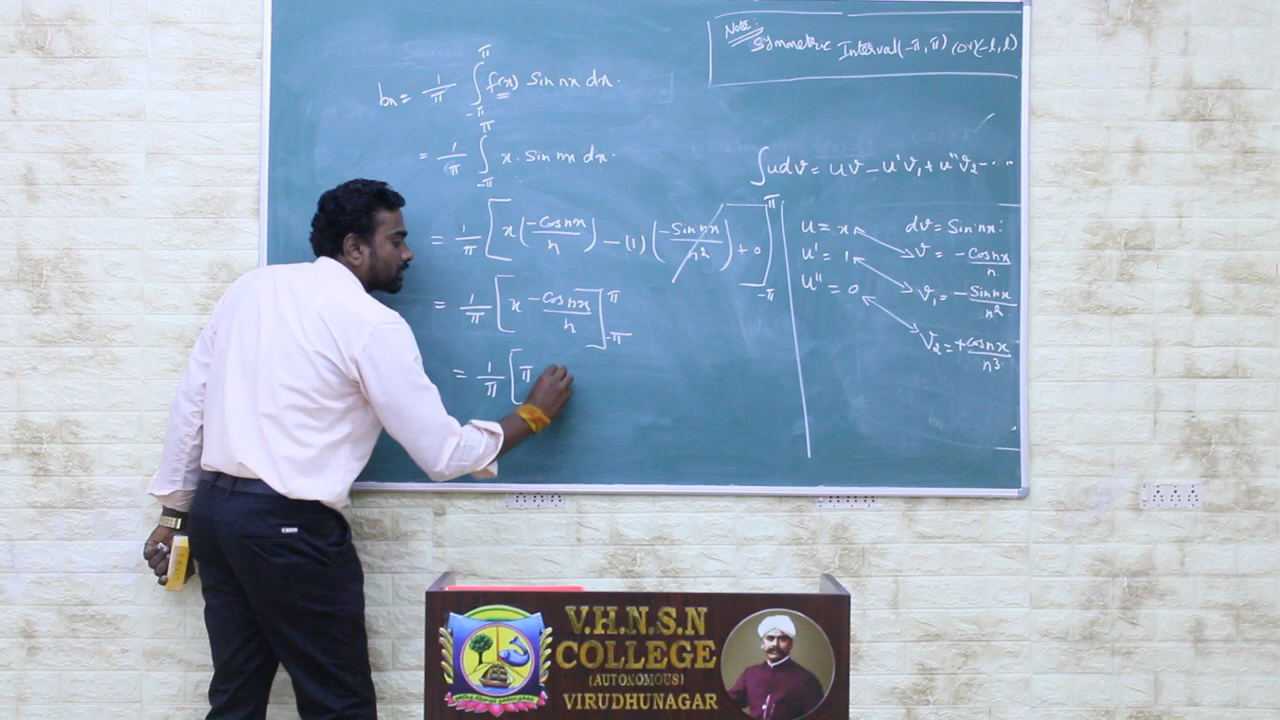 Note:
Symmetric Interval (-π, π) (or) (-l, l)
bn = 1/π ∫_{-π}^{π} f(x) sin nx dx.
= 1/π ∫_{-π}^{π} x. sin nx dx.
= 1/π [x(-cos nx/n) - (1)(-sin nx/n²) + 0]_{-π}^{π}
= 1/π [x -cos nx/n]_{-π}^{π}
= 1/π [π
∫udv = uv - u'v₁ + u''v₂ - ...
u = x dv = sin nx
u' = 1 v = -cos nx/n
u'' = 0 v₁ = -sin nx/n²
v₂ = +cos nx/n³
V.H.N.S.N
COLLEGE
(AUTONOMOUS)
VIRUDHUNAGAR